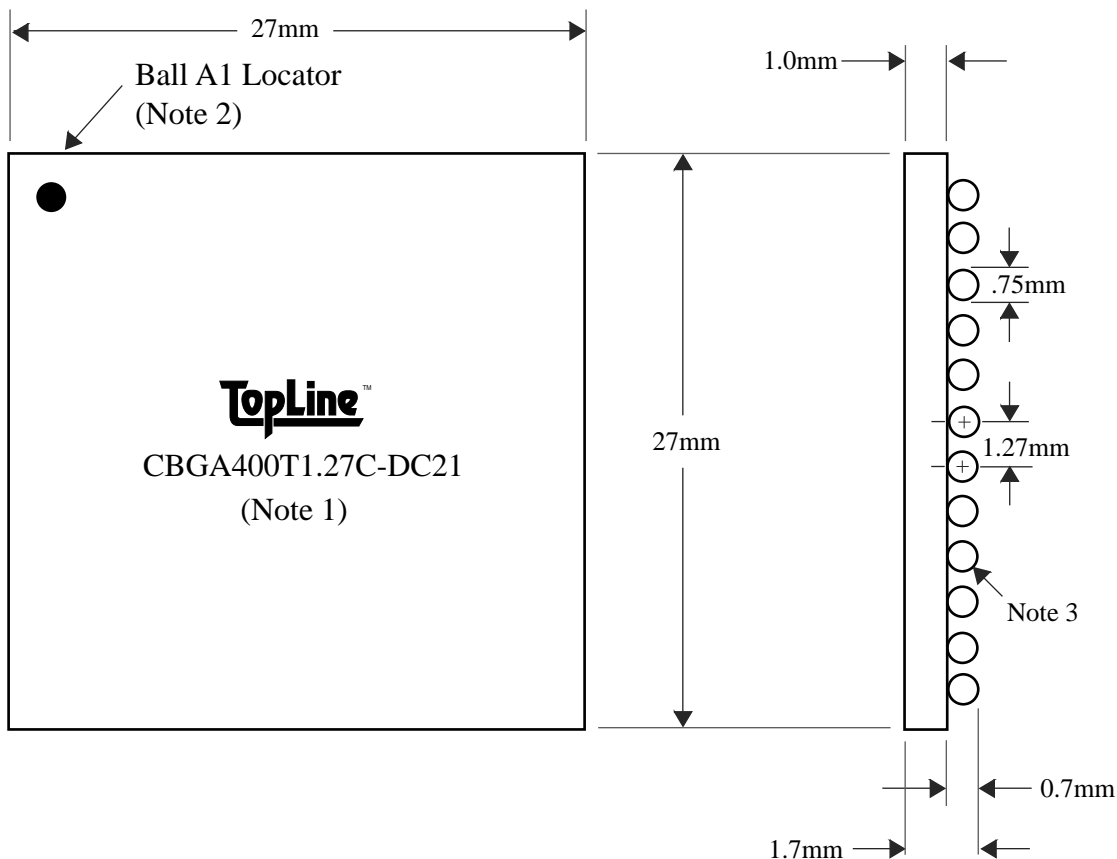 27mm
1.0mm
Ball A1 Locator
(Note 2)
.75mm
TopLine™
CBGA400T1.27C-DC21
(Note 1)
27mm
1.27mm
Note 3
0.7mm
1.7mm